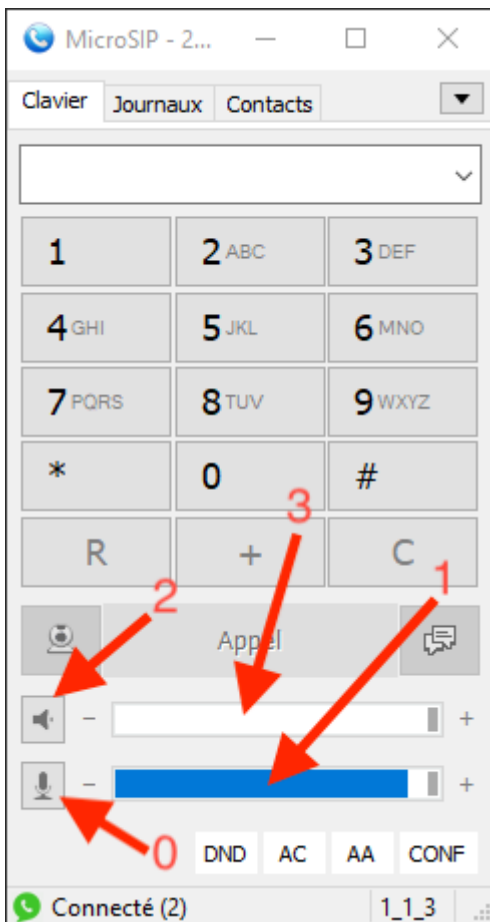 MicroSIP - 2...
Clavier Journaux Contacts
1 2 ABC 3 DEF
4 GHI 5 JKL 6 MNO
7 PQRS 8 TUV 9 WXYZ
* 0 #
3
R + C
2 1
Appel
- +
- +
0
DND AC AA CONF
Connecté (2) 1_1_3